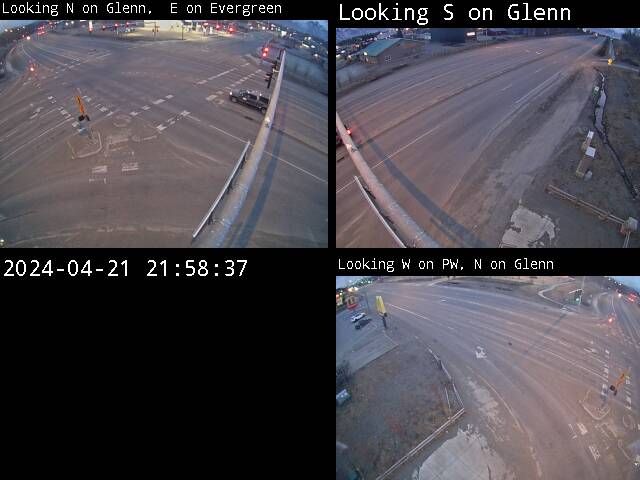 Looking N on Glenn, E on Evergreen
Looking S on Glenn
2024-04-21 21:58:37
Looking W on PW, N on Glenn